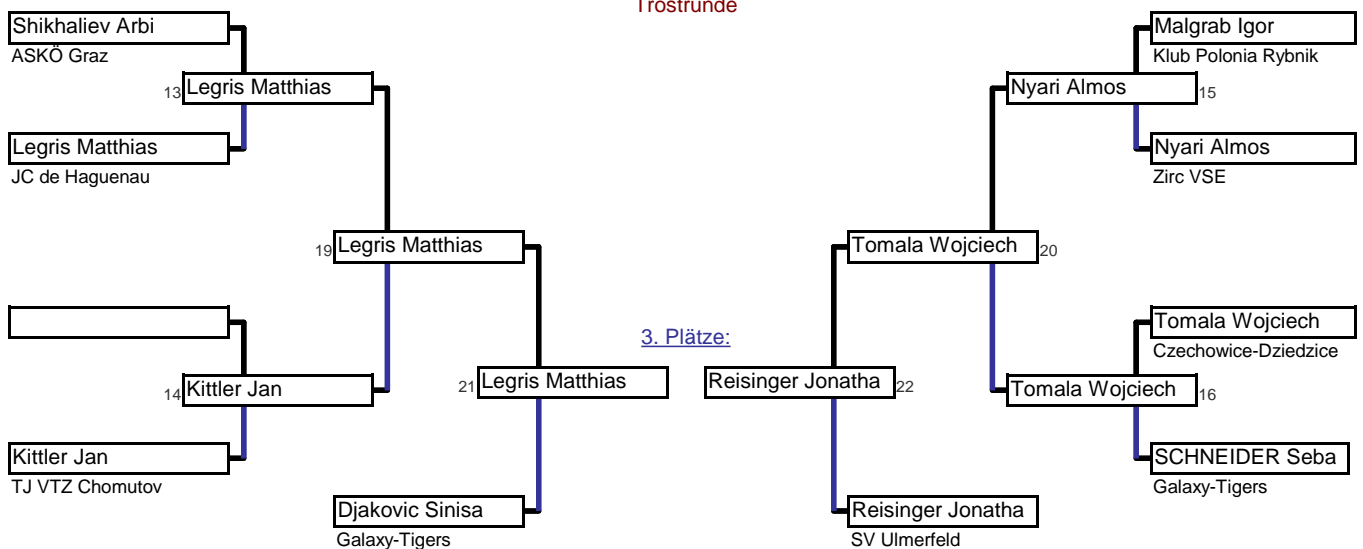 Trostrunde
Shikhaliev Arbi
ASKÖ Graz
13 Legris Matthias
Legris Matthias
JC de Haguenau
19 Legris Matthias
14 Kittler Jan
Kittler Jan
TJ VTZ Chomutov
3. Plätze:
21 Legris Matthias
Djakovic Sinisa
Galaxy-Tigers
Malgrab Igor
Klub Polonia Rybnik
Nyari Almos 15
Nyari Almos
Zirc VSE
Tomala Wojciech 20
Tomala Wojciech
Czechowice-Dziedzice
Reisinger Jonatha 22
Tomala Wojciech 16
SCHNEIDER Seba
Galaxy-Tigers
Reisinger Jonatha
SV Ulmerfeld